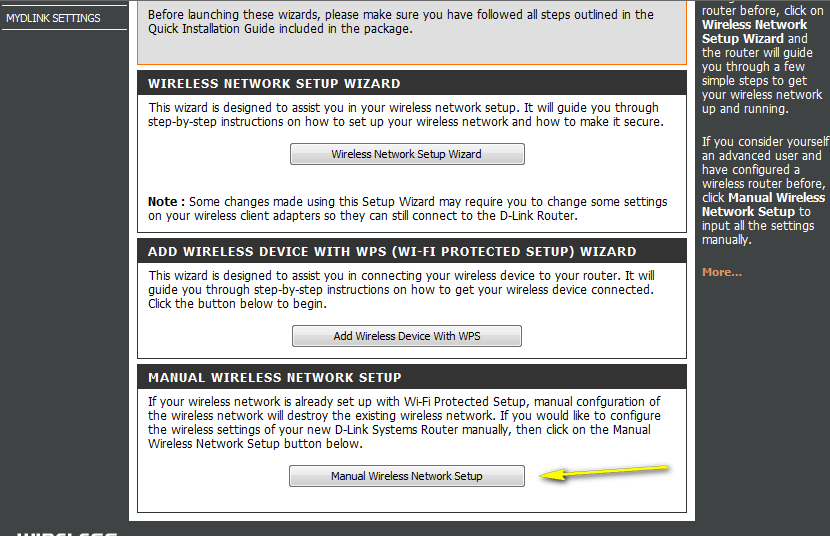 MYDLINK SETTINGS
Before launching these wizards, please make sure you have followed all steps outlined in the
Quick Installation Guide included in the package.
WIRELESS NETWORK SETUP WIZARD
This wizard is designed to assist you in your wireless network setup. It will guide you through
step-by-step instructions on how to set up your wireless network and how to make it secure.
Wireless Network Setup Wizard
Note : Some changes made using this Setup Wizard may require you to change some settings
on your wireless client adapters so they can still connect to the D-Link Router.
ADD WIRELESS DEVICE WITH WPS (WI-FI PROTECTED SETUP) WIZARD
This wizard is designed to assist you in connecting your wireless device to your router. It will
guide you through step-by-step instructions on how to get your wireless device connected.
Click the button below to begin.
Add Wireless Device With WPS
MANUAL WIRELESS NETWORK SETUP
If your wireless network is already set up with Wi-Fi Protected Setup, manual confguration of
the wireless network will destroy the existing wireless network. If you would like to configure
the wireless settings of your new D-Link Systems Router manually, then click on the Manual
Wireless Network Setup button below.
Manual Wireless Network Setup
router before, click on
Wireless Network
Setup Wizard and
the router will guide
you through a few
simple steps to get
your wireless network
up and running.
If you consider yourself
an advanced user and
have configured a
wireless router before,
click Manual Wireless
Network Setup to
input all the settings
manually.
More...
WIRELESS